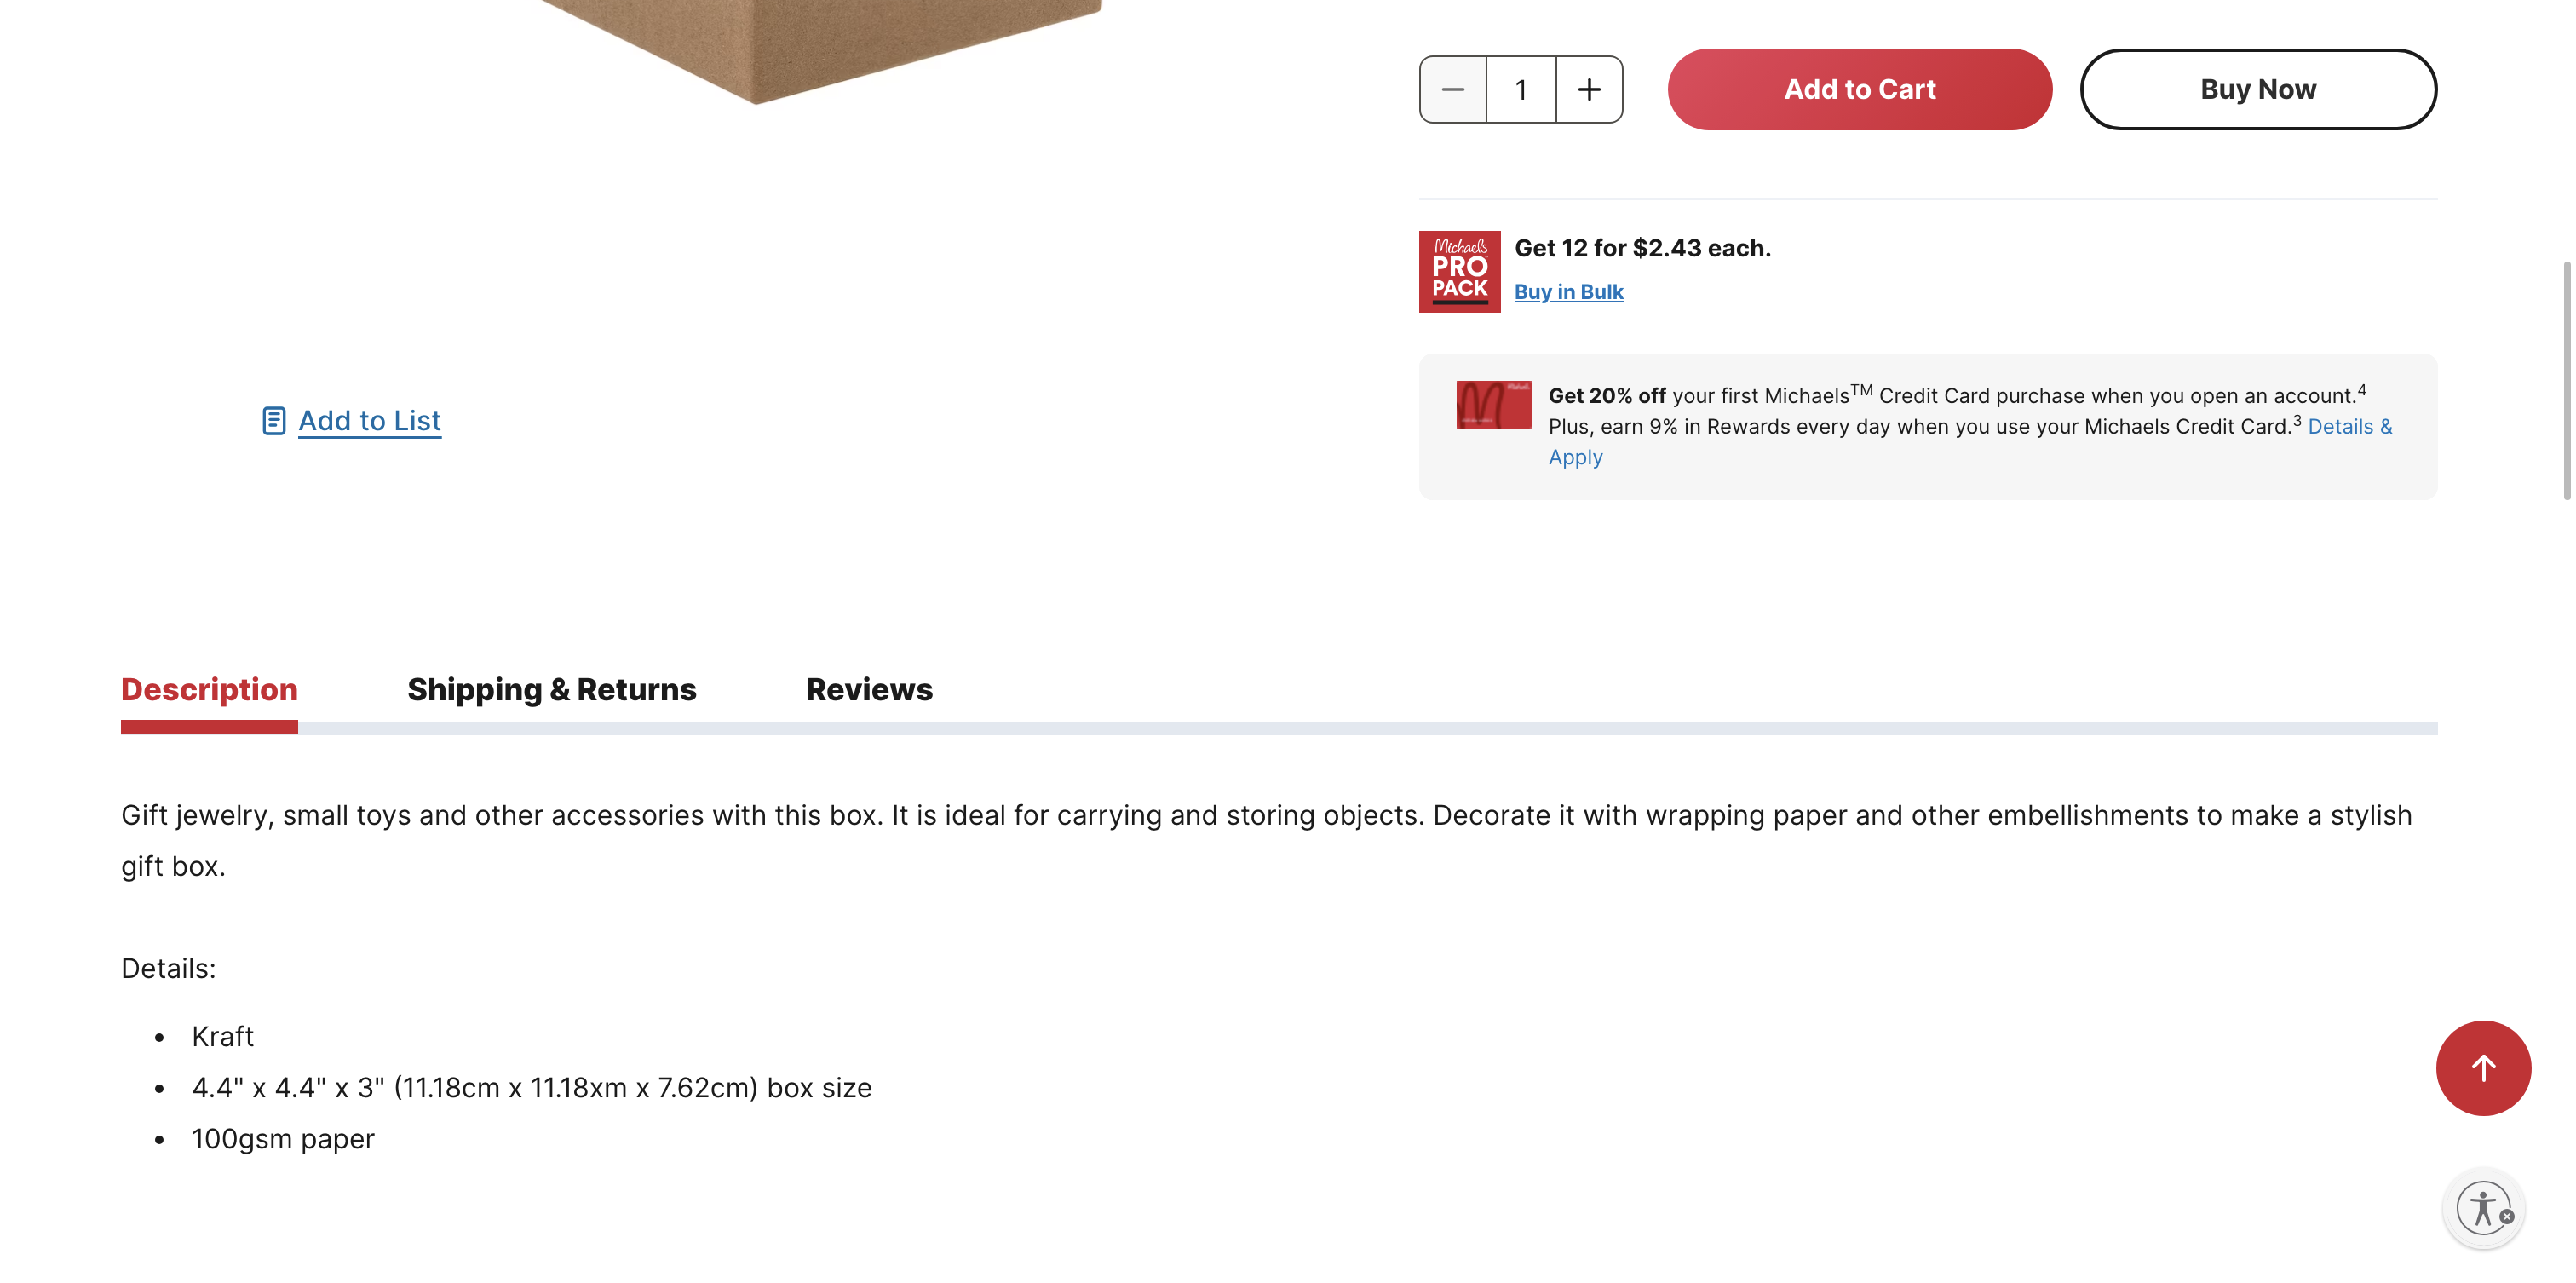 1
Add to Cart
Buy Now
Michaels
PRO
PACK
Get 12 for $2.43 each.
Buy in Bulk
Add to List
Get 20% off your first Michaels™ Credit Card purchase when you open an account.⁴
Plus, earn 9% in Rewards every day when you use your Michaels Credit Card.³ Details &
Apply
Description
Shipping & Returns
Reviews
Gift jewelry, small toys and other accessories with this box. It is ideal for carrying and storing objects. Decorate it with wrapping paper and other embellishments to make a stylish
gift box.
Details:
• Kraft
• 4.4" x 4.4" x 3" (11.18cm x 11.18xm x 7.62cm) box size
• 100gsm paper